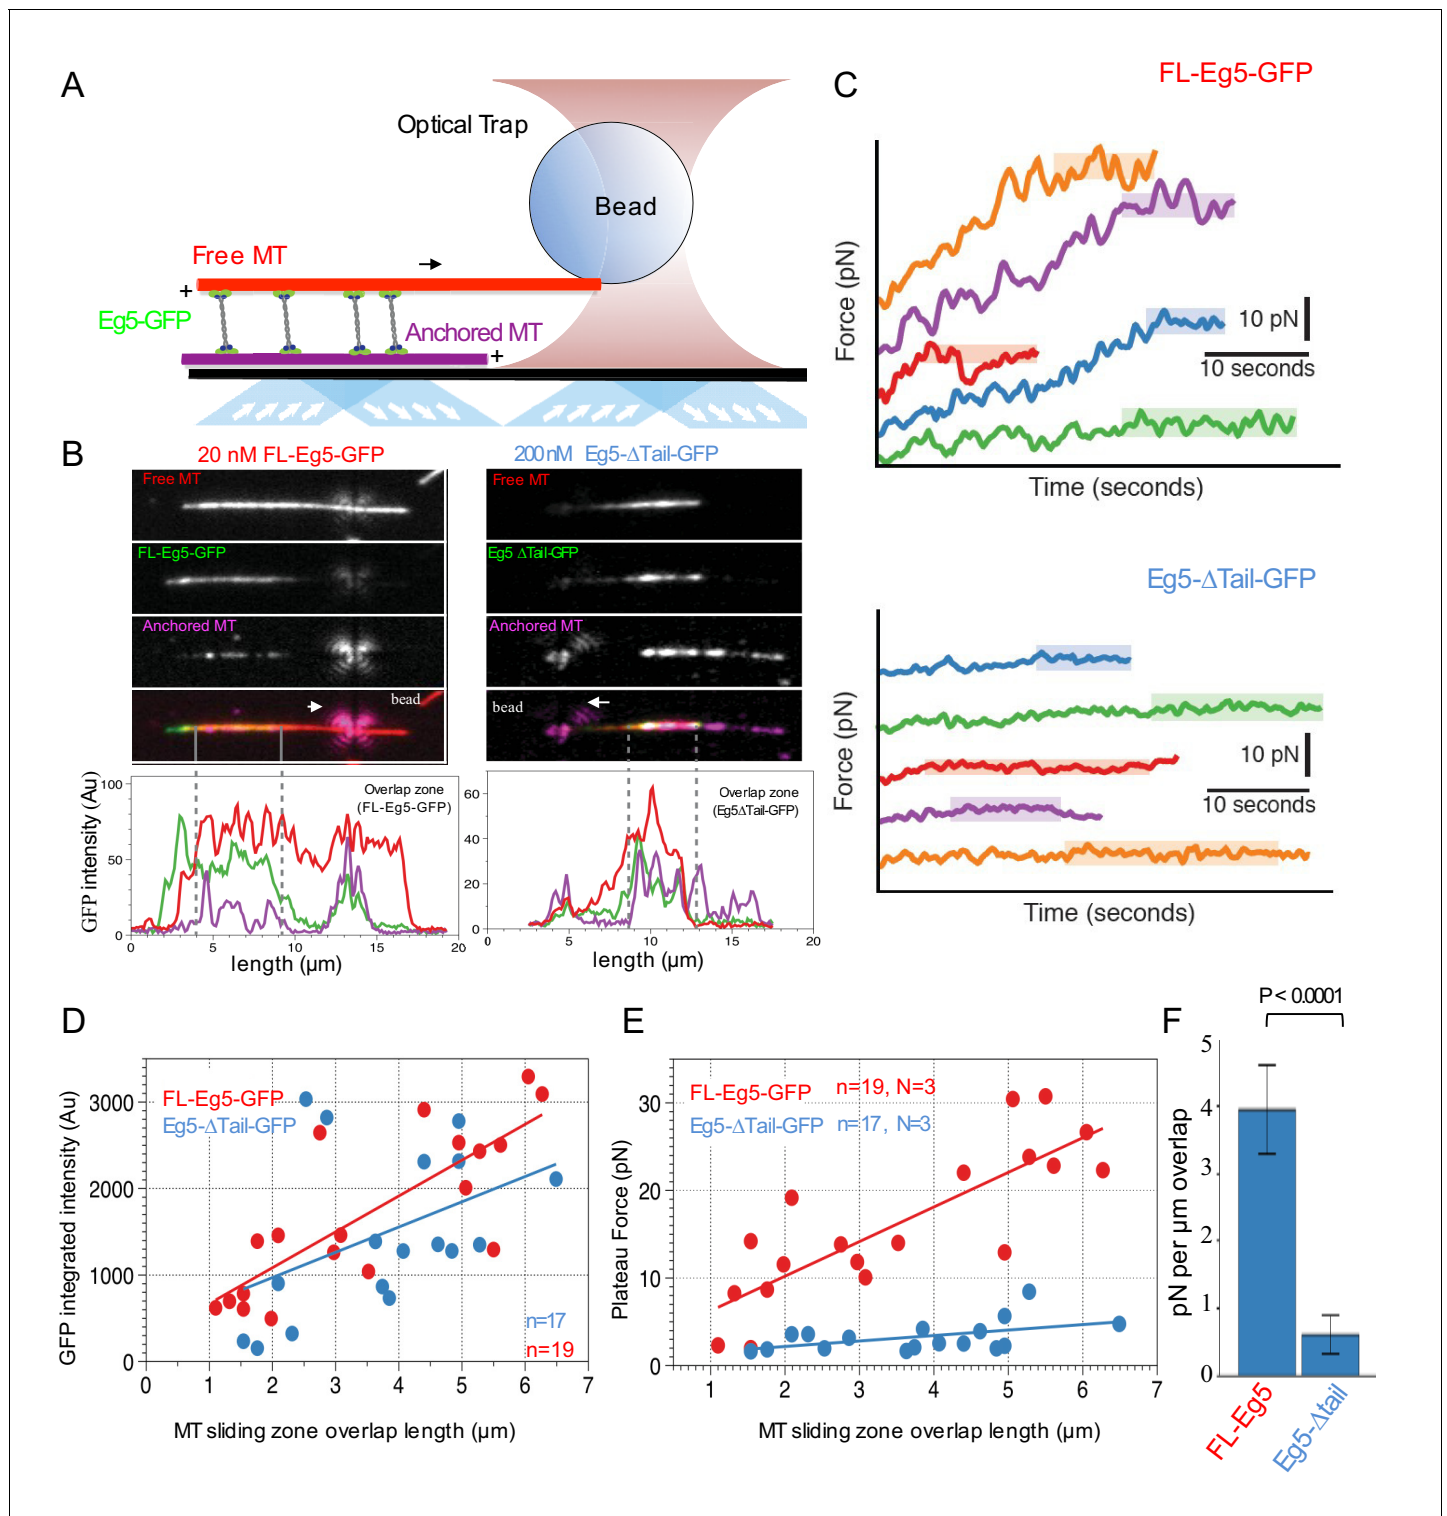 A
Optical Trap
Bead
Free MT
+
Eg5-GFP
Anchored MT
+
B
20 nM FL-Eg5-GFP
Free MT
FL-Eg5-GFP
Anchored MT
bead
200nM Eg5-ΔTail-GFP
Free MT
Eg5 ΔTail-GFP
Anchored MT
bead
Overlap zone
(FL-Eg5-GFP)
GFP intensity (Au)
100
50
0
0 5 10 15 20
length (µm)
Overlap zone
(Eg5ΔTail-GFP)
60
40
20
0
0 5 10 15 20
length (µm)
C
FL-Eg5-GFP
Force (pN)
10 pN
10 seconds
Time (seconds)
Eg5-ΔTail-GFP
Force (pN)
10 pN
10 seconds
Time (seconds)
D
FL-Eg5-GFP
Eg5-ΔTail-GFP
GFP integrated intensity (Au)
3000
2000
1000
0
n=17
n=19
0 1 2 3 4 5 6 7
MT sliding zone overlap length (µm)
E
FL-Eg5-GFP n=19, N=3
Eg5-ΔTail-GFP n=17, N=3
Plateau Force (pN)
30
20
10
0
1 2 3 4 5 6 7
MT sliding zone overlap length (µm)
F
P < 0.0001
pN per µm overlap
5
4
3
2
1
0
FL-Eg5
Eg5-Δtail